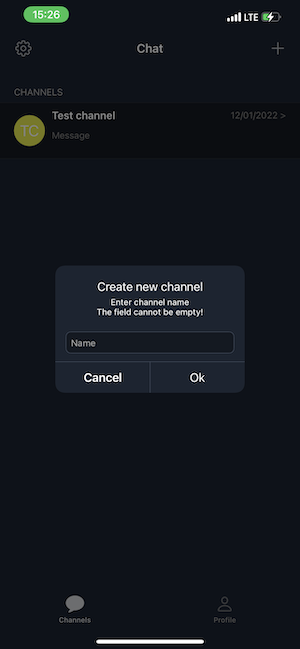 15:26
LTE
Chat
CHANNELS
TC
Test channel
12/01/2022 >
Message
Create new channel
Enter channel name
The field cannot be empty!
Name
Cancel
Ok
Channels
Profile